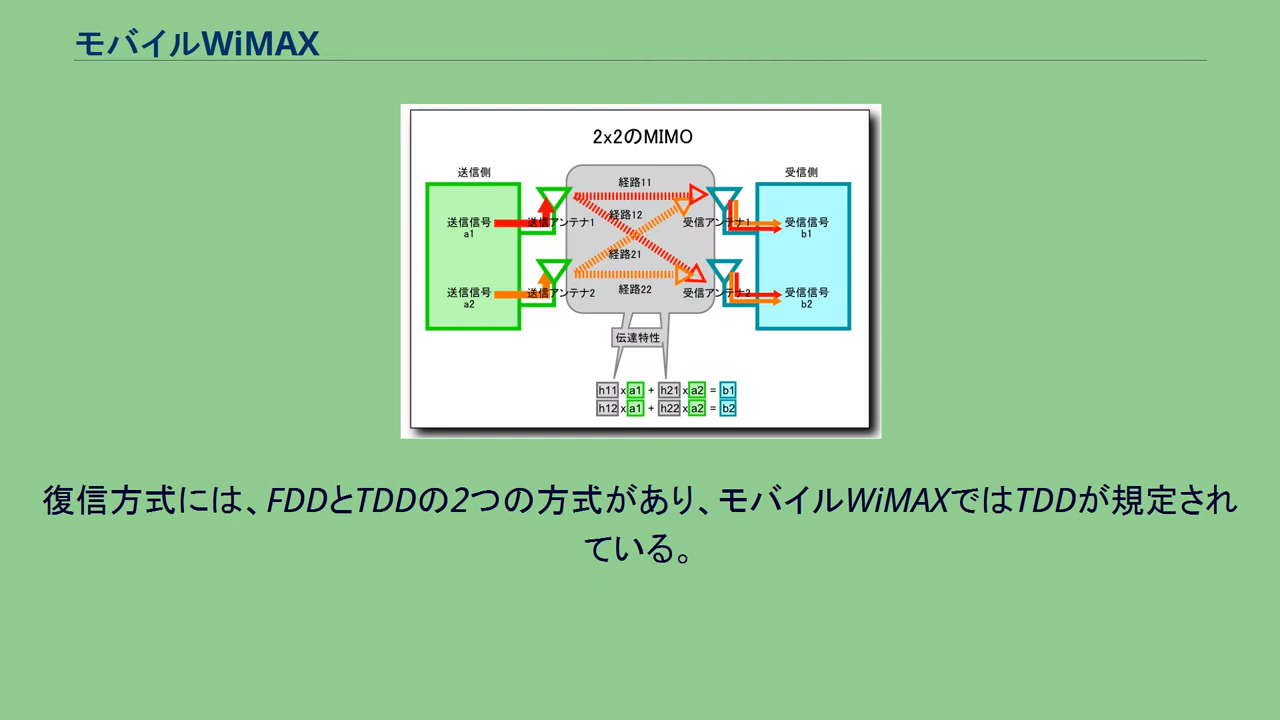 モバイルWiMAX
2x2のMIMO
送信側
受信側
経路11
送信信号
a1
送信アンテナ1
経路12
受信アンテナ1
受信信号
b1
経路21
送信信号
a2
送信アンテナ2
経路22
受信アンテナ2
受信信号
b2
伝達特性
h11 x a1 + h21 x a2 = b1
h12 x a1 + h22 x a2 = b2
復信方式には、FDDとTDDの2つの方式があり、モバイルWiMAXではTDDが規定され
ている。